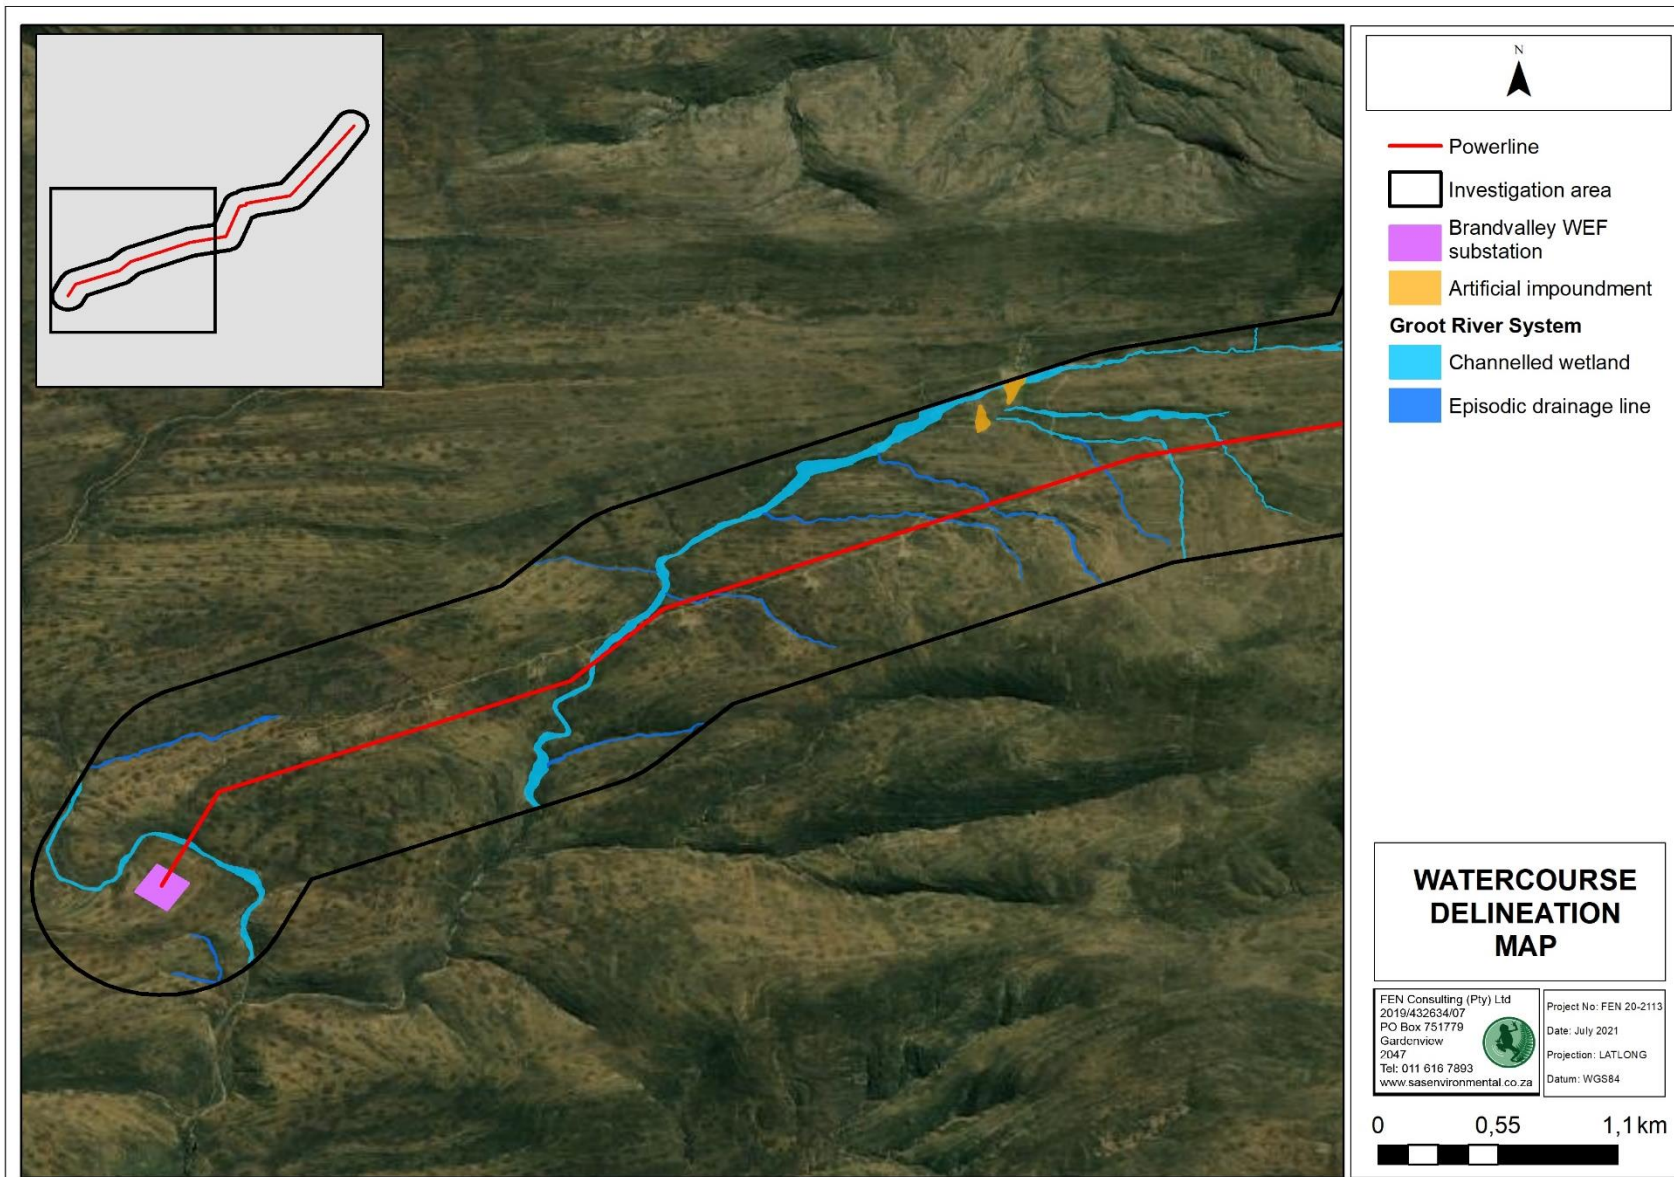 N
Powerline
Investigation area
Brandvalley WEF
substation
Artificial impoundment
Groot River System
Channelled wetland
Episodic drainage line
WATERCOURSE
DELINEATION
MAP
FEN Consulting (Pty) Ltd
2019/432634/07
PO Box 751779
Gardenview
2047
Tel: 011 616 7893
www.sasenvironmental.co.za
Project No: FEN 20-2113
Date: July 2021
Projection: LATLONG
Datum: WGS84
0 0,55 1,1 km